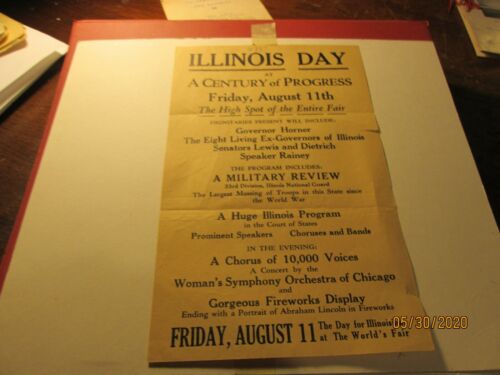 ILLINOIS DAY
AT
A CENTURY of PROGRESS
Friday, August 11th
The High Spot of the Entire Fair
DIGNITARIES PRESENT WILL INCLUDE:
Governor Horner
The Eight Living Ex-Governors of Illinois
Senators Lewis and Dietrich
Speaker Rainey
THE PROGRAM INCLUDES:
A MILITARY REVIEW
33rd Division, Illinois National Guard
The Largest Massing of Troops in this State since
the World War
A Huge Illinois Program
in the Court of States
Prominent Speakers Choruses and Bands
IN THE EVENING:
A Chorus of 10,000 Voices
A Concert by the
Woman's Symphony Orchestra of Chicago
and
Gorgeous Fireworks Display
Ending with a Portrait of Abraham Lincoln in Fireworks
FRIDAY, AUGUST 11 The Day for Illinois
at The World's Fair
05/30/2020